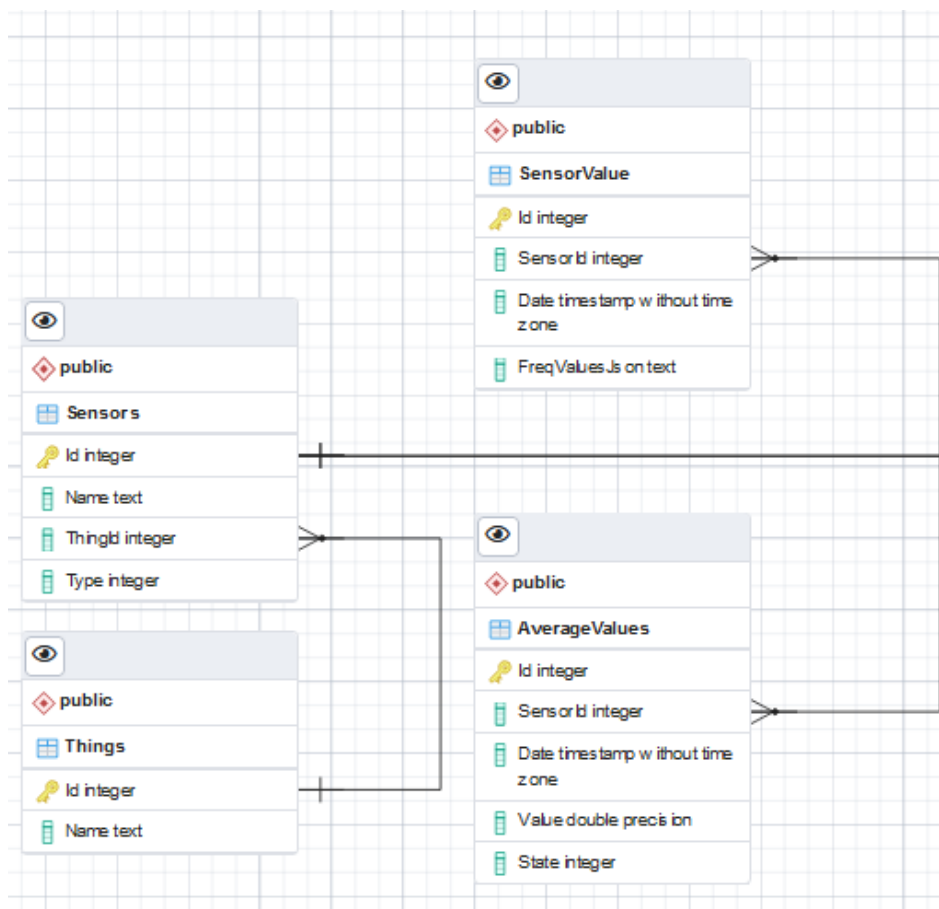 public
SensorValue
Id integer
SensorId integer
Date timestamp without time
zone
FreqValuesJson text
public
Sensors
Id integer
Name text
ThingId integer
Type integer
public
Things
Id integer
Name text
public
AverageValues
Id integer
SensorId integer
Date timestamp without time
zone
Value double precision
State integer